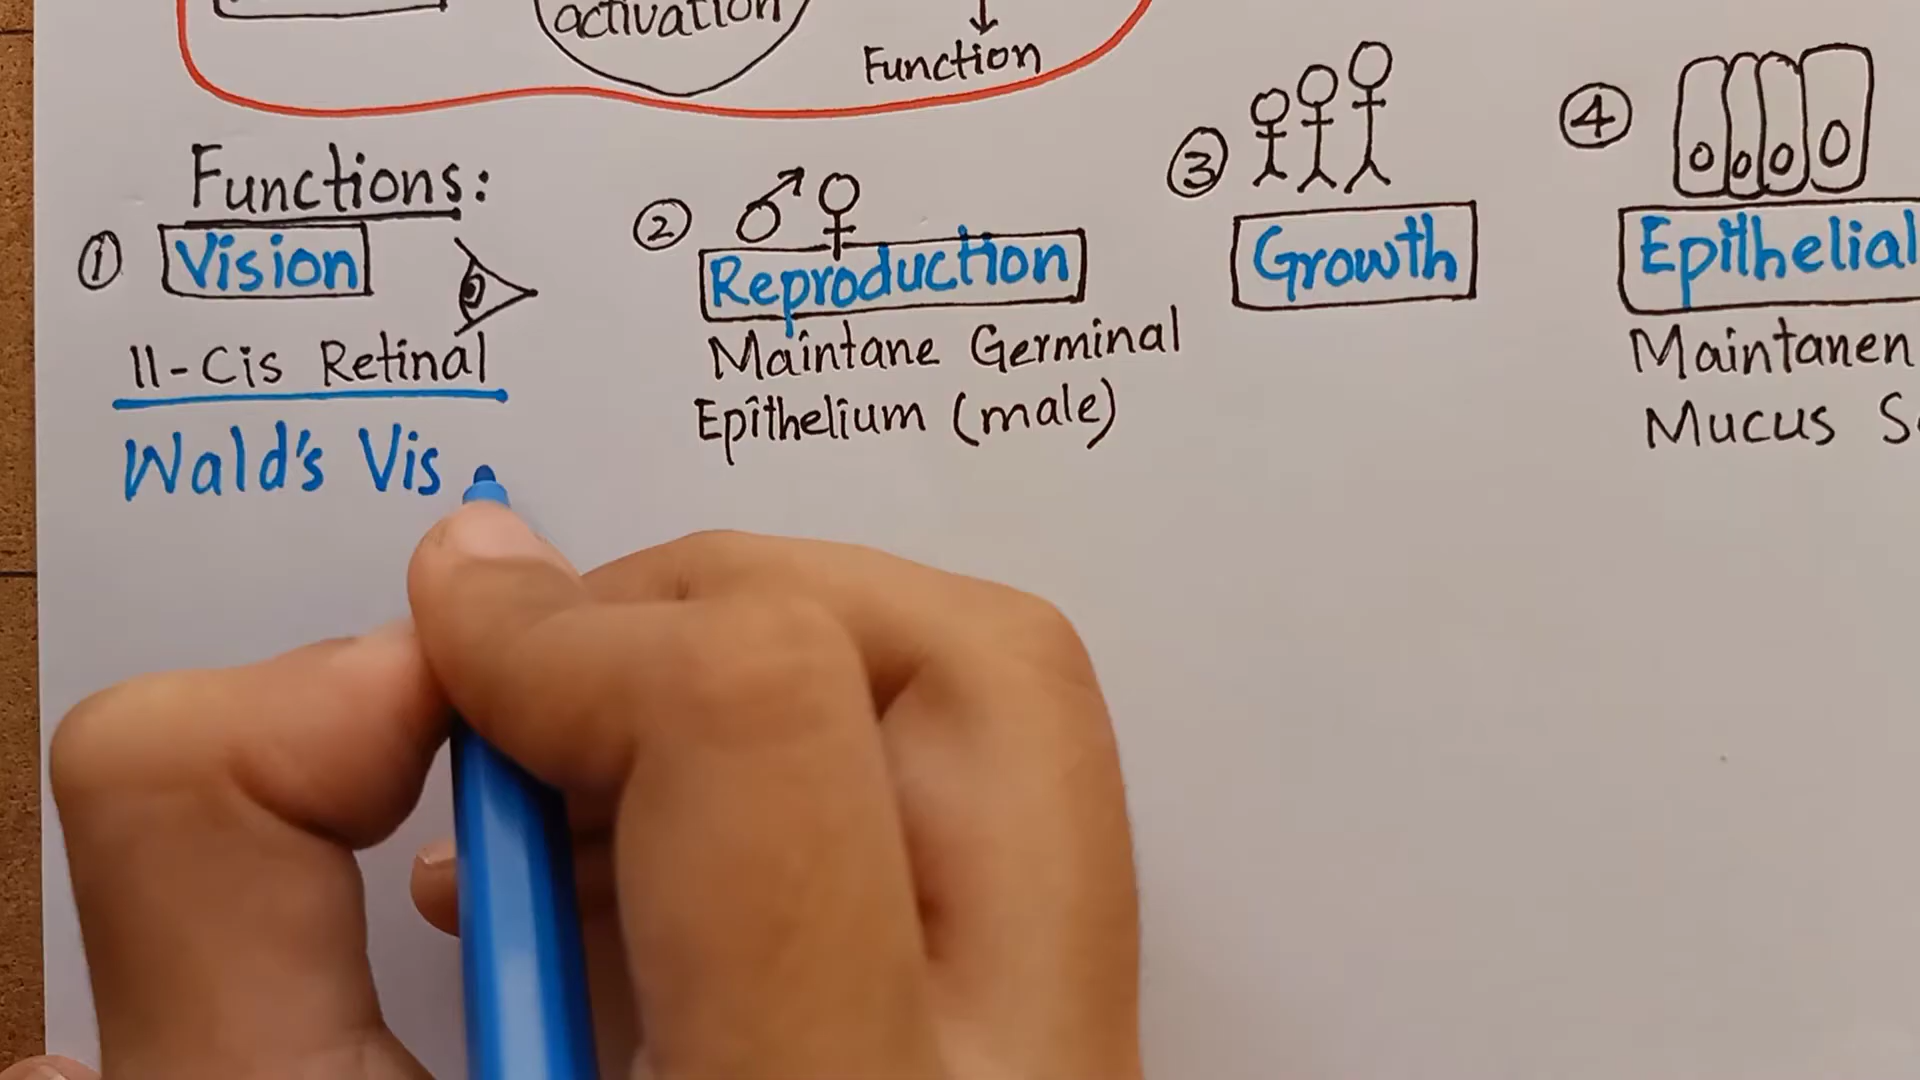 activation
Function
Functions:
① Vision
11-Cis Retinal
Wald's Vis
② Reproduction
Maintane Germinal
Epithelium (male)
③ Growth
④ Epithelial
Maintanen
Mucus S